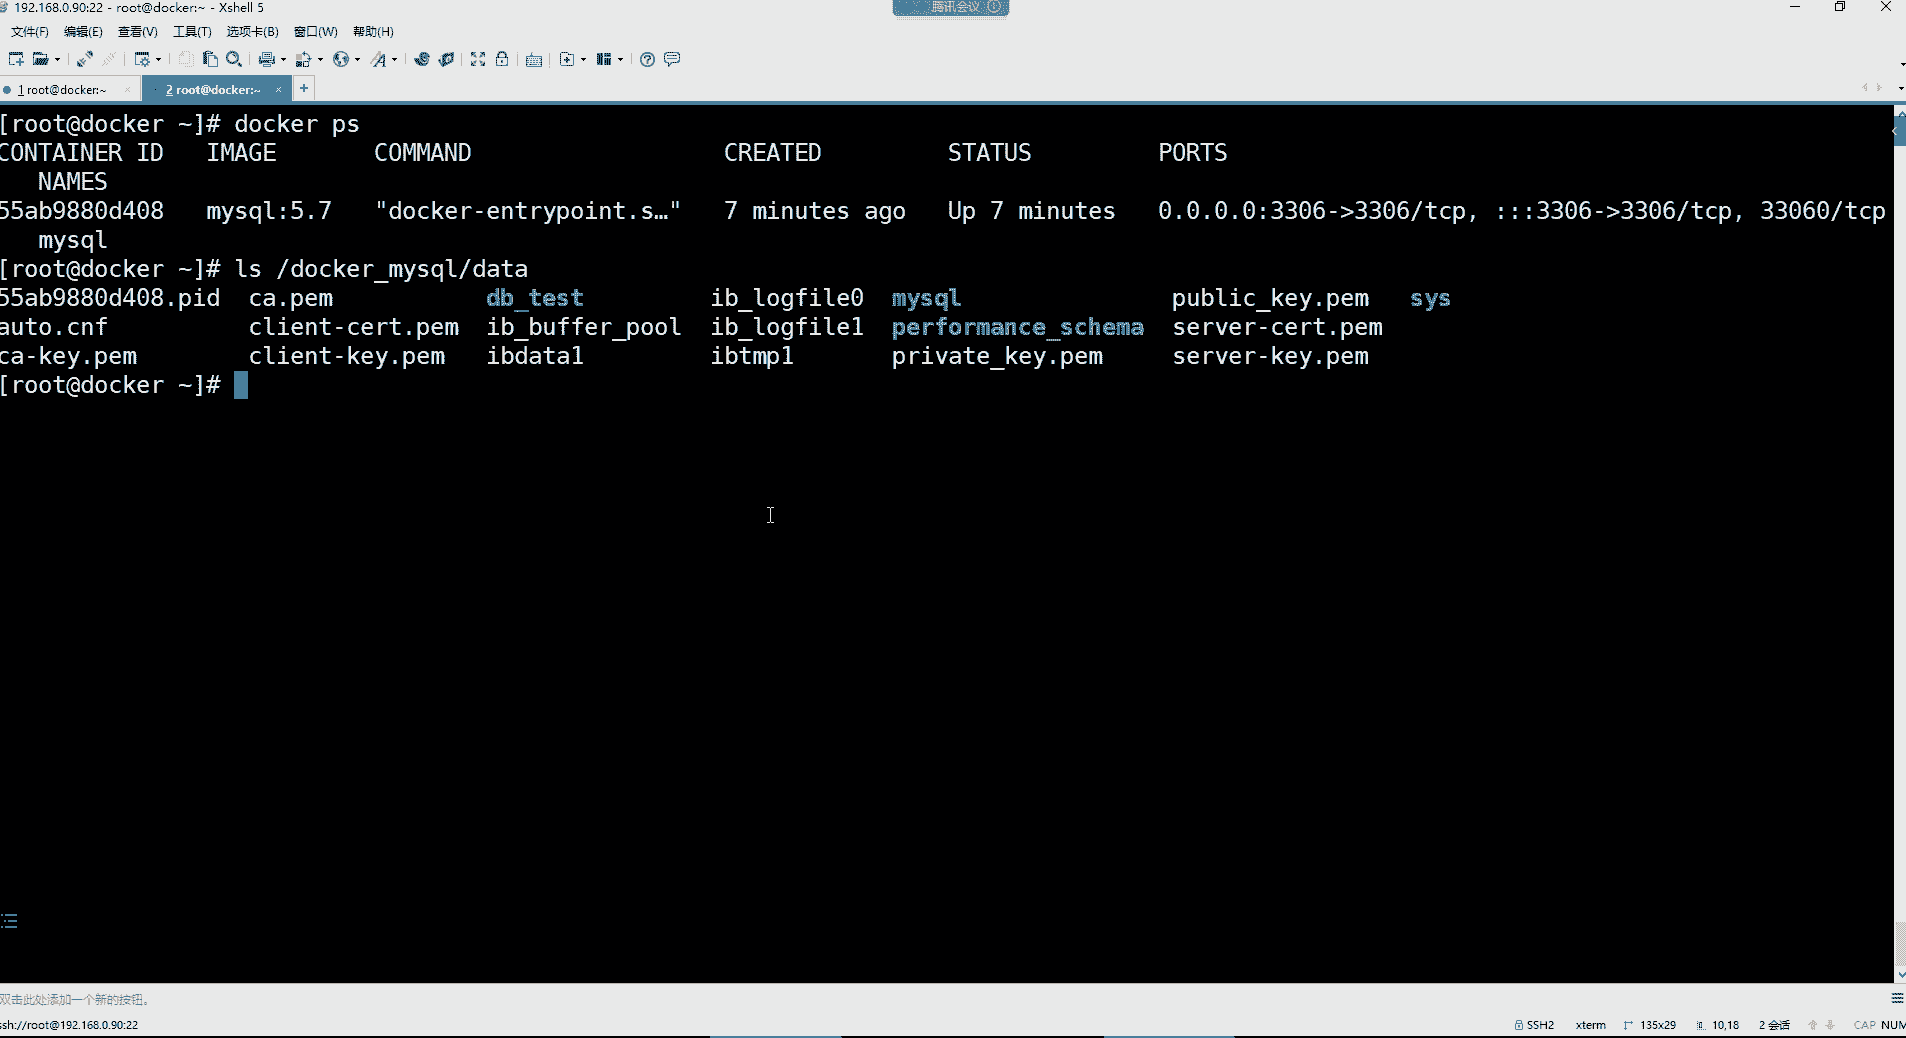 192.168.0.90:22 - root@docker:~ - Xshell 5
腾讯会议
文件(F) 编辑(E) 查看(V) 工具(T) 选项卡(B) 窗口(W) 帮助(H)
1 root@docker:~ × 2 root@docker:~ × +
[root@docker ~]# docker ps
CONTAINER ID IMAGE COMMAND CREATED STATUS PORTS
NAMES
55ab9880d408 mysql:5.7 "docker-entrypoint.s…" 7 minutes ago Up 7 minutes 0.0.0.0:3306->3306/tcp, :::3306->3306/tcp, 33060/tcp
mysql
[root@docker ~]# ls /docker_mysql/data
55ab9880d408.pid ca.pem db_test ib_logfile0 mysql public_key.pem sys
auto.cnf client-cert.pem ib_buffer_pool ib_logfile1 performance_schema server-cert.pem
ca-key.pem client-key.pem ibdata1 ibtmp1 private_key.pem server-key.pem
[root@docker ~]#
双击此处添加一个新的按钮。
ssh://root@192.168.0.90:22 SSH2 xterm 135x29 10,18 2 会话 CAP NUM